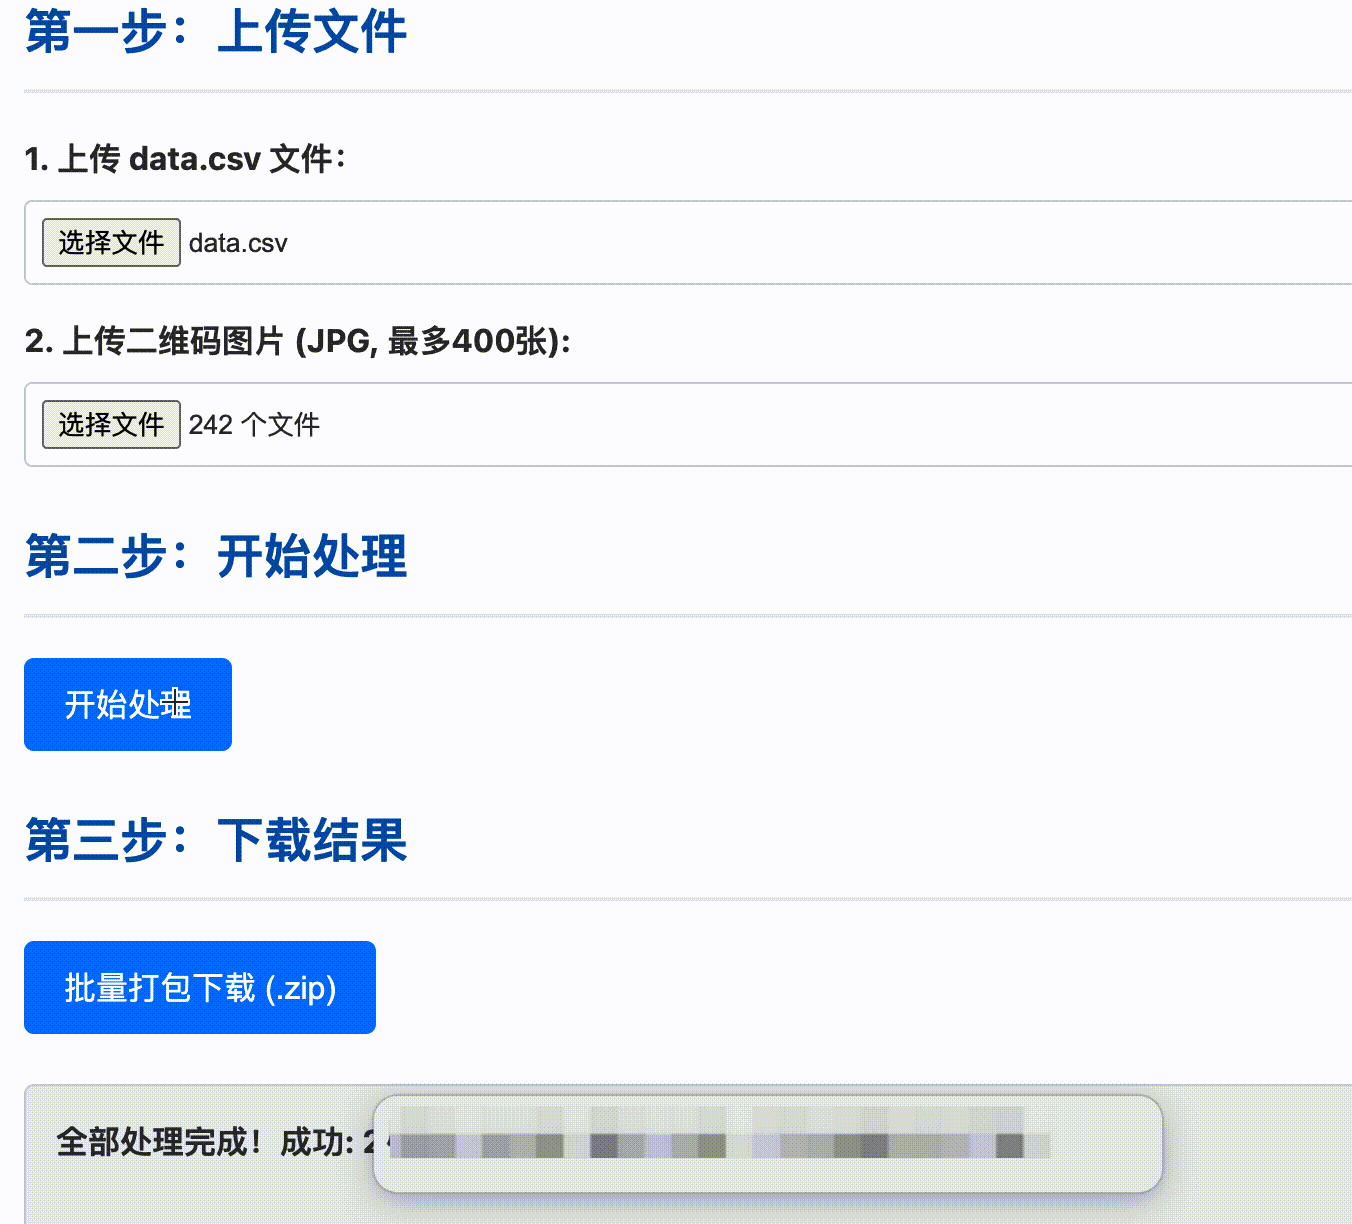 第一步：上传文件
1. 上传 data.csv 文件：
选择文件 data.csv
2. 上传二维码图片 (JPG, 最多400张):
选择文件 242 个文件
第二步：开始处理
开始处理
第三步：下载结果
批量打包下载 (.zip)
全部处理完成！成功: